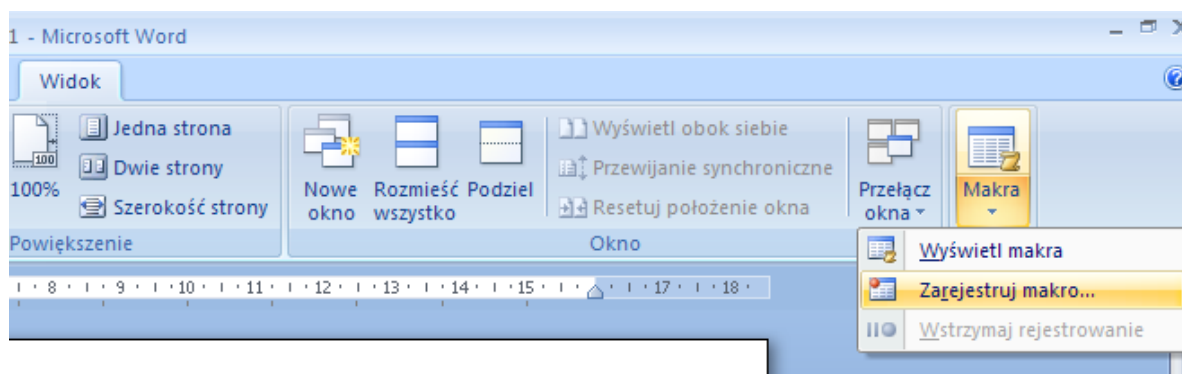 1 - Microsoft Word
Widok
100
100%
Jedna strona
Dwie strony
Szerokość strony
Powiększenie
Nowe okno
Rozmieść wszystko
Podziel
Wyświetl obok siebie
Przewijanie synchroniczne
Resetuj położenie okna
Okno
Przełącz okna
Makra
Wyświetl makra
Zarejestruj makro...
Wstrzymaj rejestrowanie
8 9 10 11 12 13 14 15 17 18